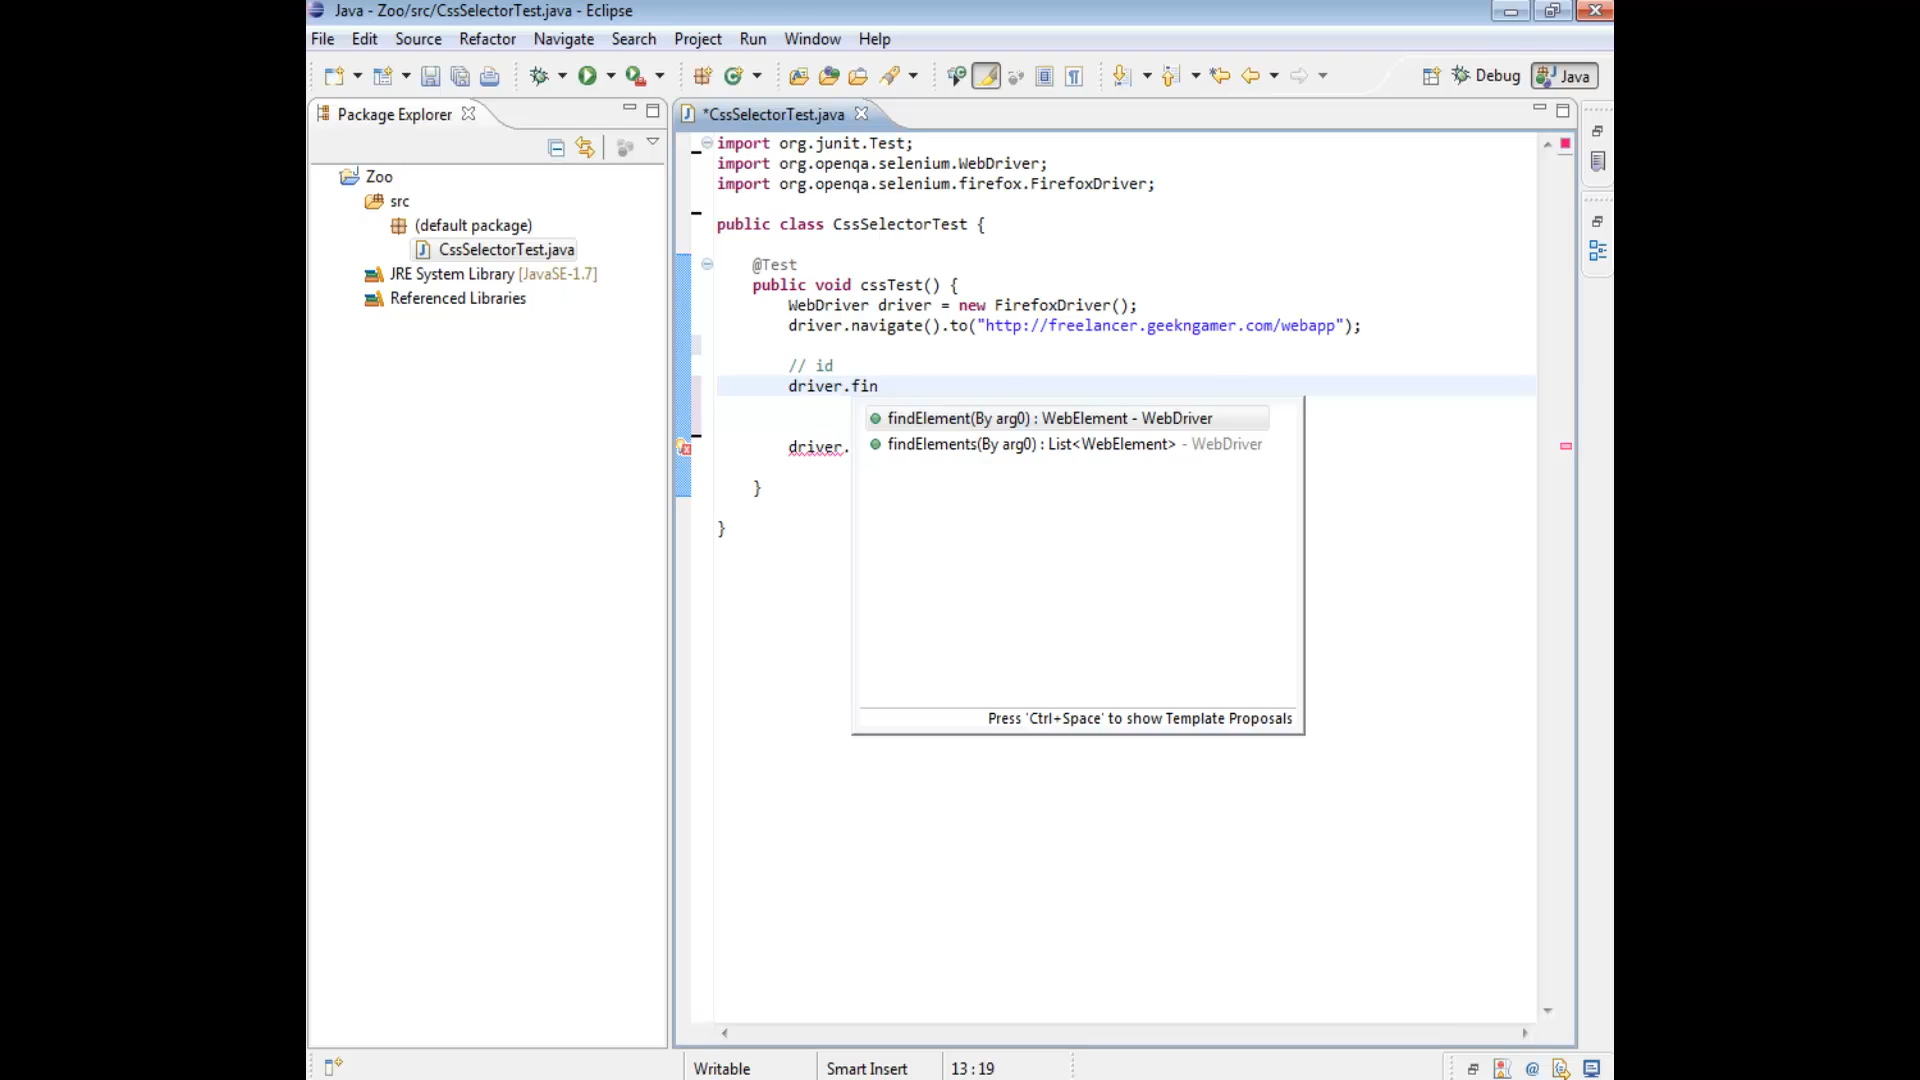 Java - Zoo/src/CssSelectorTest.java - Eclipse
File Edit Source Refactor Navigate Search Project Run Window Help
Debug Java
Package Explorer
*CssSelectorTest.java
Zoo
src
(default package)
CssSelectorTest.java
JRE System Library [JavaSE-1.7]
Referenced Libraries
import org.junit.Test;
import org.openqa.selenium.WebDriver;
import org.openqa.selenium.firefox.FirefoxDriver;
public class CssSelectorTest {
@Test
public void cssTest() {
WebDriver driver = new FirefoxDriver();
driver.navigate().to("http://freelancer.geekngamer.com/webapp");
// id
driver.fin
findElement(By arg0) : WebElement - WebDriver
findElements(By arg0) : List<WebElement> - WebDriver
driver.
}
}
Press 'Ctrl+Space' to show Template Proposals
Writable Smart Insert 13 : 19